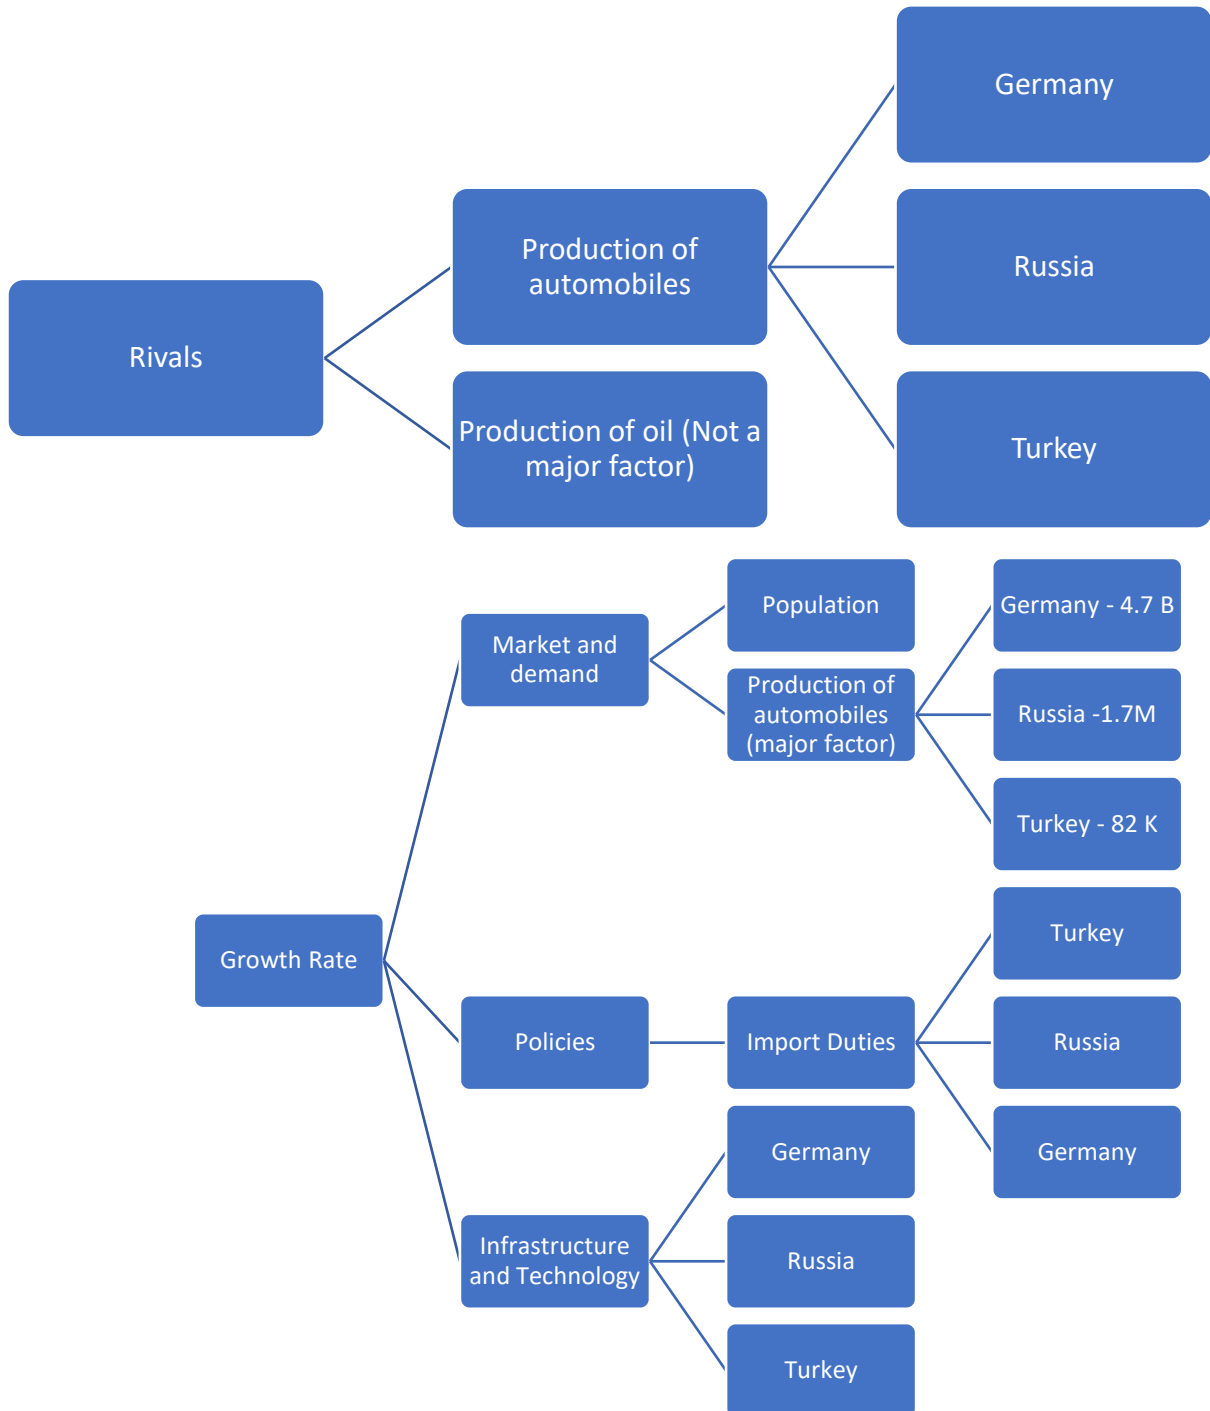 Germany
Production of
automobiles
Russia
Rivals
Production of oil (Not a
major factor)
Turkey
Population
Germany - 4.7 B
Market and
demand
Production of
automobiles
(major factor)
Russia -1.7M
Turkey - 82 K
Growth Rate
Turkey
Policies
Import Duties
Russia
Germany
Germany
Infrastructure
and Technology
Russia
Turkey